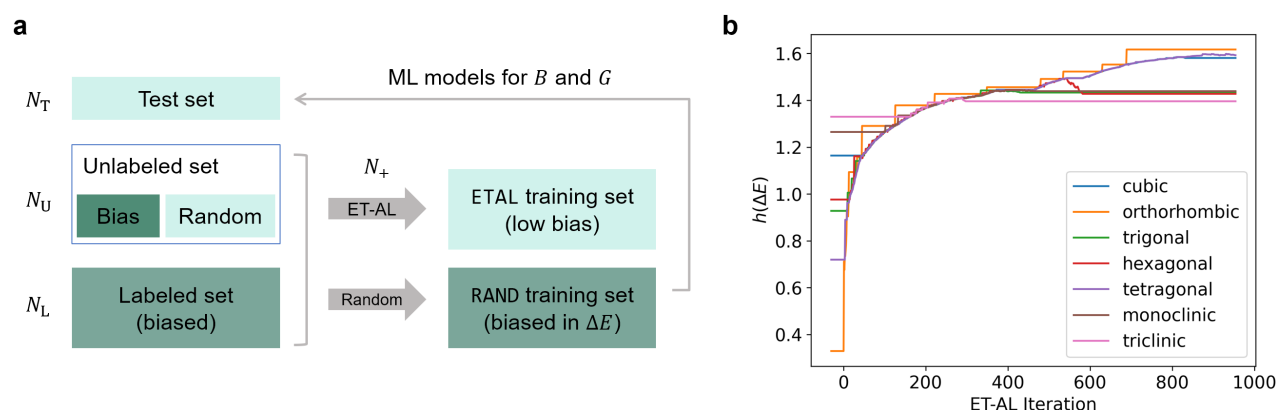 a
ML models for B and G
N_T
Test set
Unlabeled set
N_U
Bias
Random
N_+
ET-AL
ETAL training set
(low bias)
N_L
Labeled set
(biased)
Random
RAND training set
(biased in ΔE)
b
h(ΔE)
1.6
1.4
1.2
1.0
0.8
0.6
0.4
cubic
orthorhombic
trigonal
hexagonal
tetragonal
monoclinic
triclinic
0
200
400
600
800
1000
ET-AL Iteration